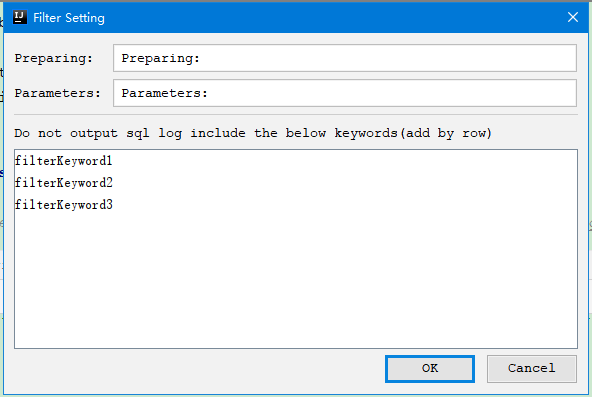 Filter Setting
Preparing: Preparing:
Parameters: Parameters:
Do not output sql log include the below keywords(add by row)
filterKeyword1
filterKeyword2
filterKeyword3
OK Cancel